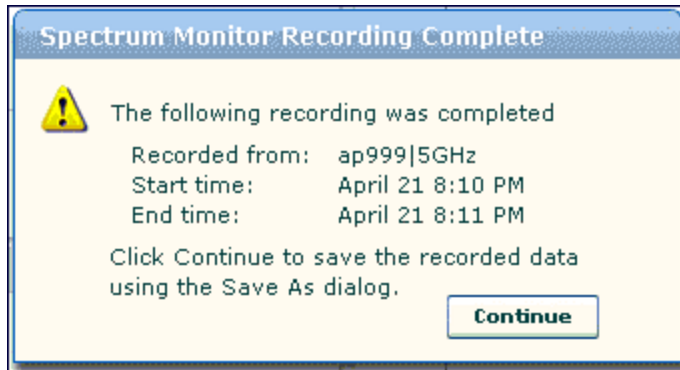 Spectrum Monitor Recording Complete
The following recording was completed
Recorded from: ap999|5GHz
Start time: April 21 8:10 PM
End time: April 21 8:11 PM
Click Continue to save the recorded data
using the Save As dialog.
Continue